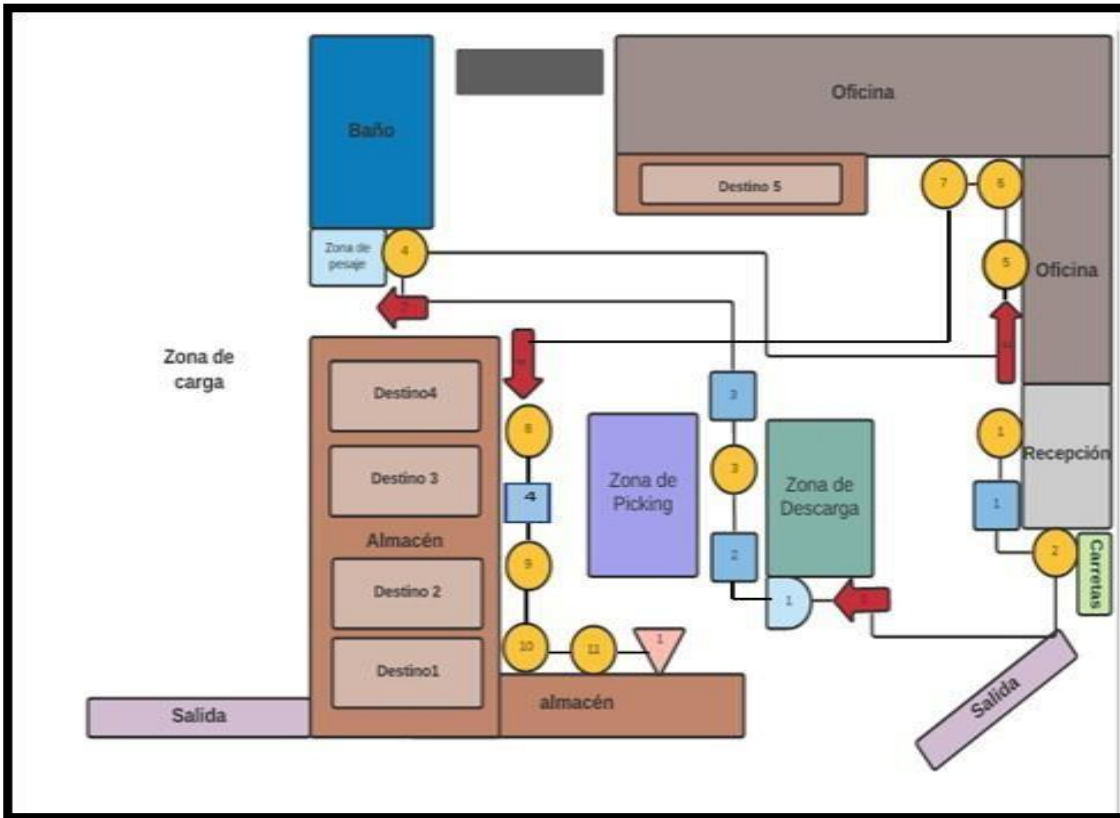 Oficina
Baño
Destino 5
7
6
Zona de
pesaje
4
5
Oficina
Zona de
carga
Destino4
3
8
1
Recepción
Destino 3
Zona de
Picking
3
Zona de
Descarga
4
1
Almacén
9
2
2
Carretas
Destino 2
1
10
11
1
Destino1
almacén
Salida
Salida